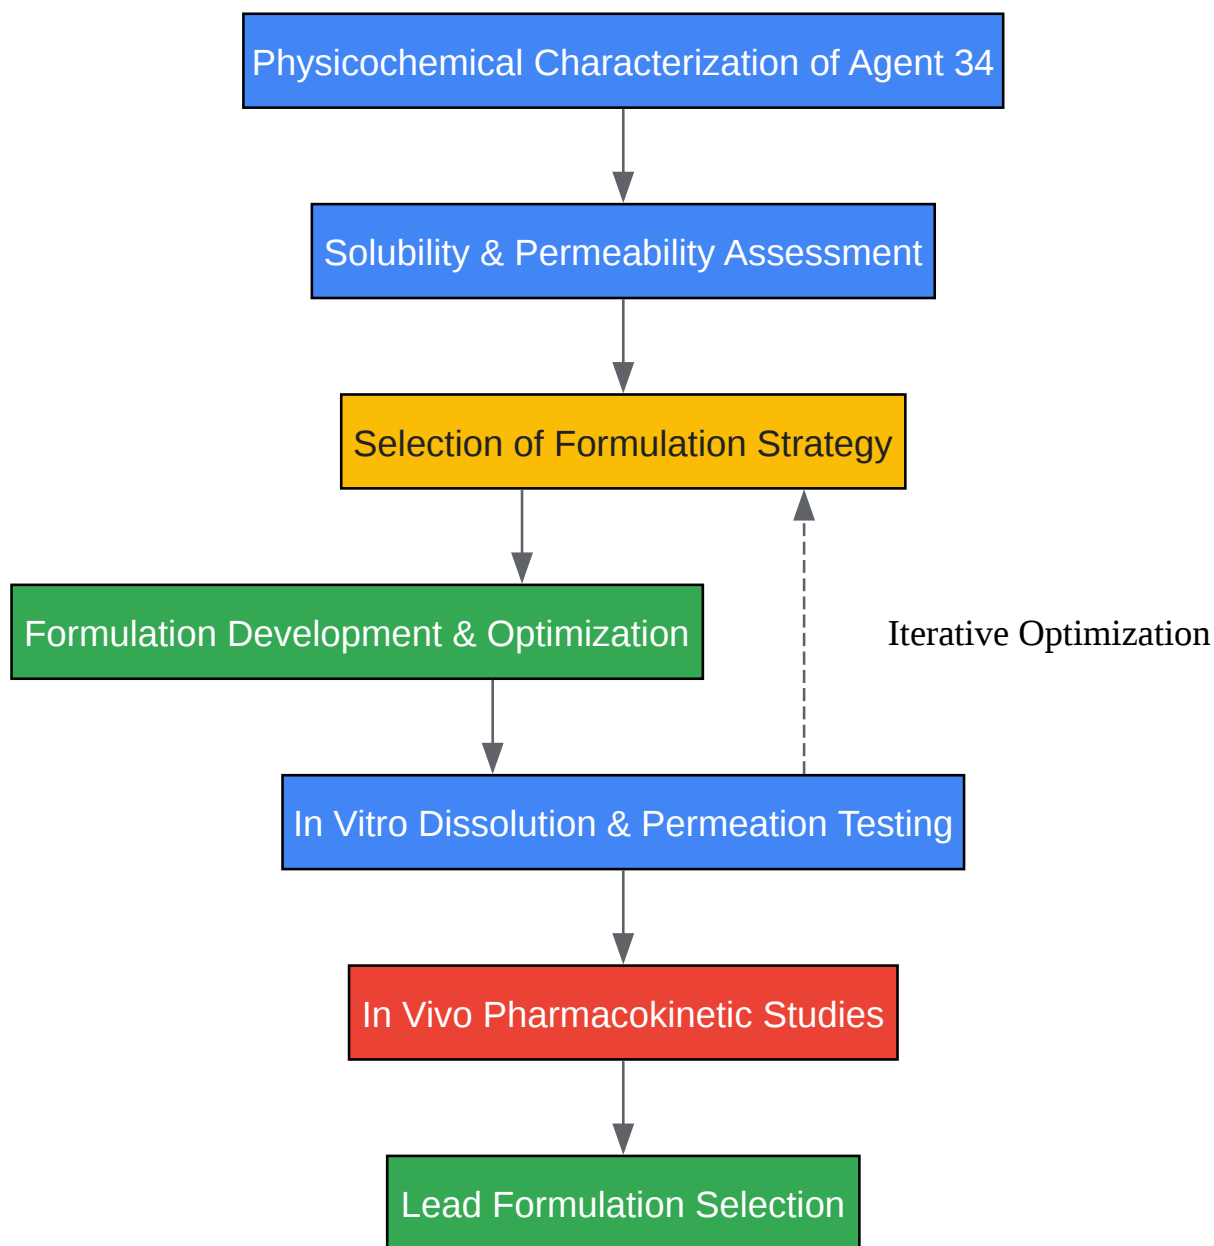 Physicochemical Characterization of Agent 34
Solubility & Permeability Assessment
Selection of Formulation Strategy
Formulation Development & Optimization
Iterative Optimization
In Vitro Dissolution & Permeation Testing
In Vivo Pharmacokinetic Studies
Lead Formulation Selection